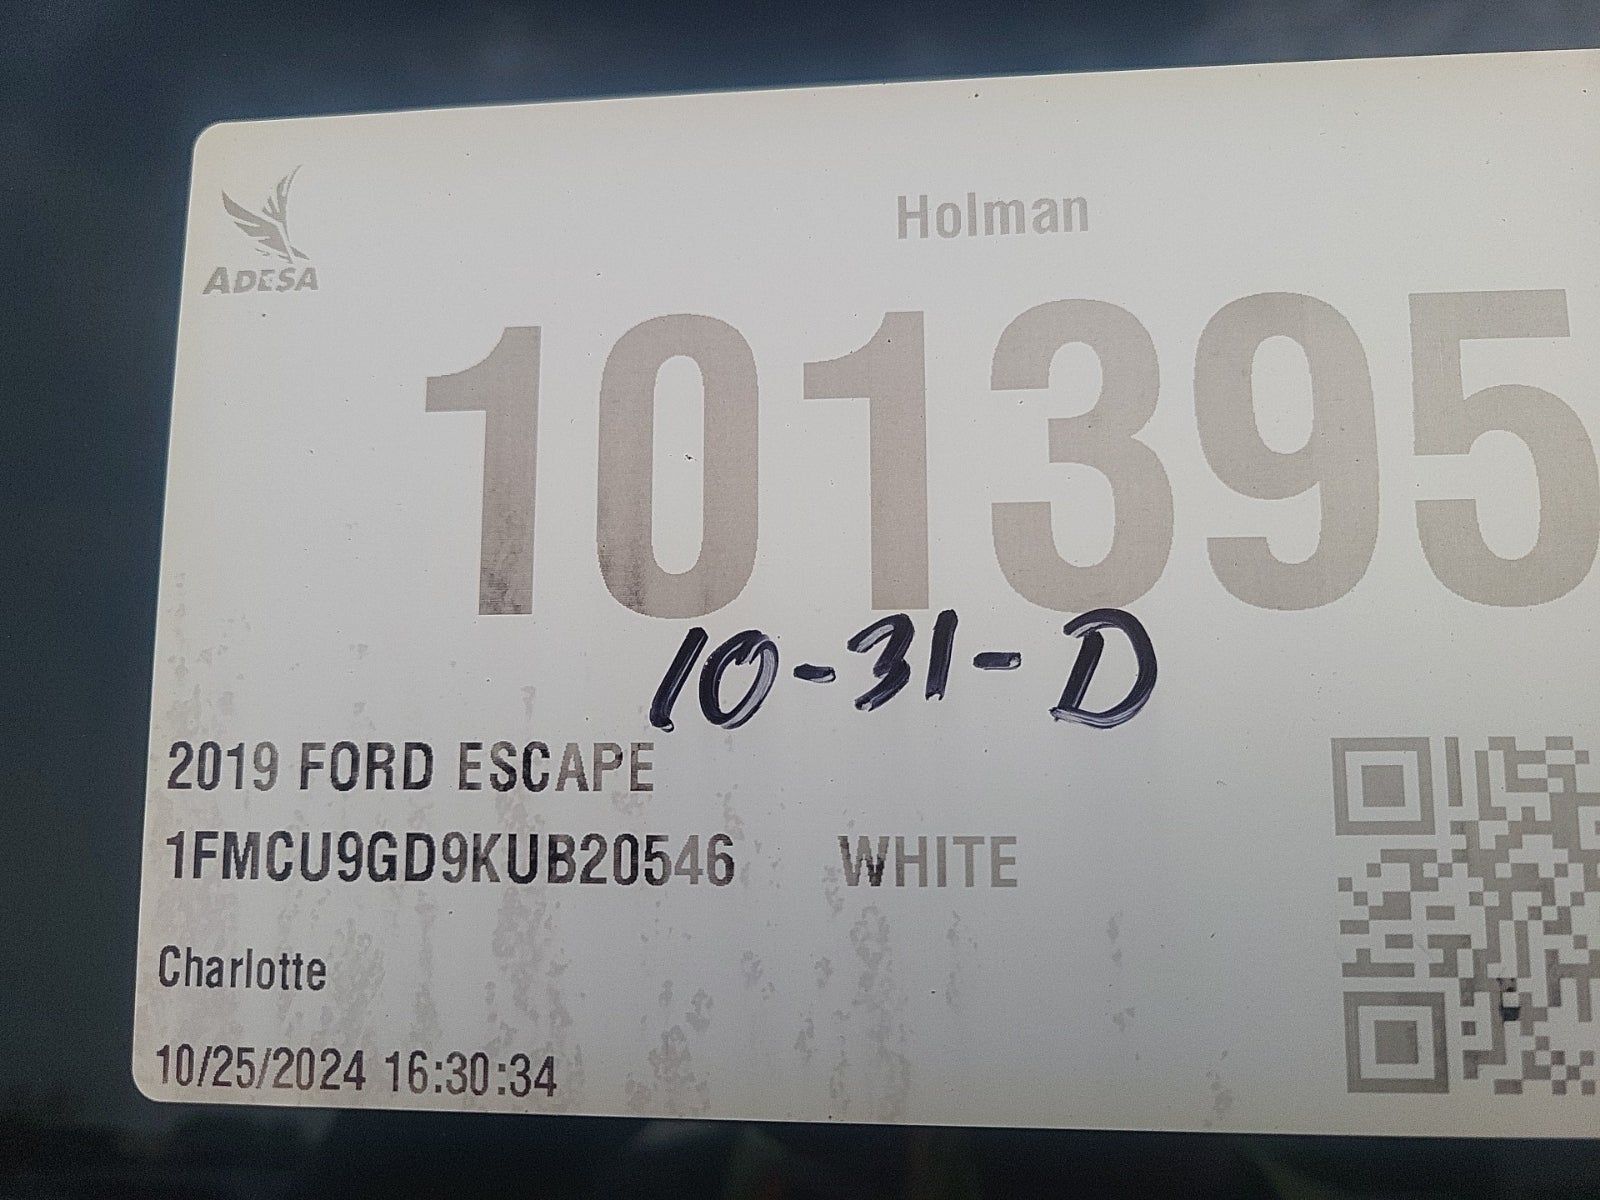 ADESA
Holman
101395
10-31-D
2019 FORD ESCAPE
1FMCU9GD9KUB20546 WHITE
Charlotte
10/25/2024 16:30:34